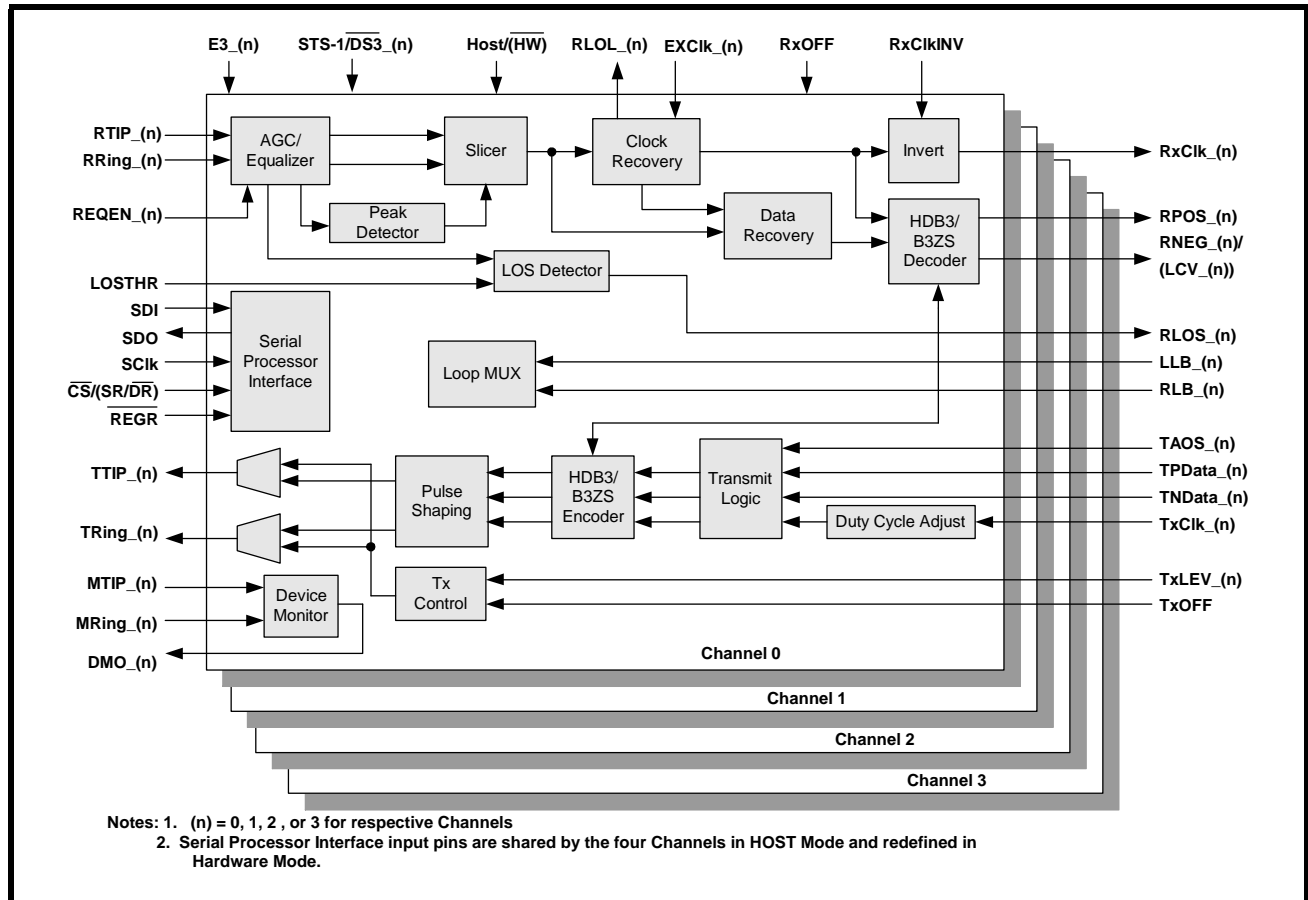 E3_(n)
STS-1/D̅S̅3̅_(n)
Host/(H̅W̅)
RLOL_(n)
EXClk_(n)
RxOFF
RxClkINV
RTIP_(n)
RRing_(n)
REQEN_(n)
LOSTHR
SDI
SDO
SClk
C̅S̅/(SR/D̅R̅)
R̅E̅G̅R̅
TTIP_(n)
TRing_(n)
MTIP_(n)
MRing_(n)
DMO_(n)
AGC/
Equalizer
Peak
Detector
Slicer
LOS Detector
Clock
Recovery
Data
Recovery
Invert
HDB3/
B3ZS
Decoder
Serial
Processor
Interface
Loop MUX
Pulse
Shaping
HDB3/
B3ZS
Encoder
Transmit
Logic
Duty Cycle Adjust
Tx
Control
Device
Monitor
RxClk_(n)
RPOS_(n)
RNEG_(n)/
(LCV_(n))
RLOS_(n)
LLB_(n)
RLB_(n)
TAOS_(n)
TPData_(n)
TNData_(n)
TxClk_(n)
TxLEV_(n)
TxOFF
Channel 0
Channel 1
Channel 2
Channel 3
Notes: 1. (n) = 0, 1, 2 , or 3 for respective Channels
2. Serial Processor Interface input pins are shared by the four Channels in HOST Mode and redefined in
Hardware Mode.